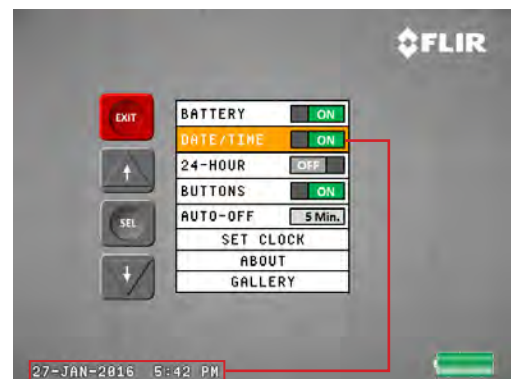 FLIR
EXIT
BATTERY ON
DATE/TIME ON
24-HOUR OFF
BUTTONS ON
SEL
AUTO-OFF 5 Min.
SET CLOCK
ABOUT
GALLERY
27-JAN-2016 5:42 PM